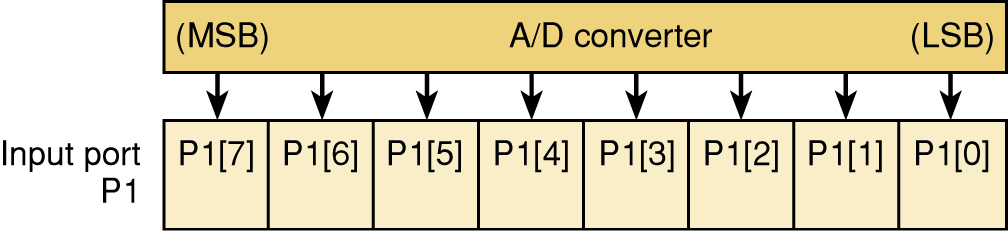 (MSB) A/D converter (LSB)
Input port P1[7] P1[6] P1[5] P1[4] P1[3] P1[2] P1[1] P1[0]
P1